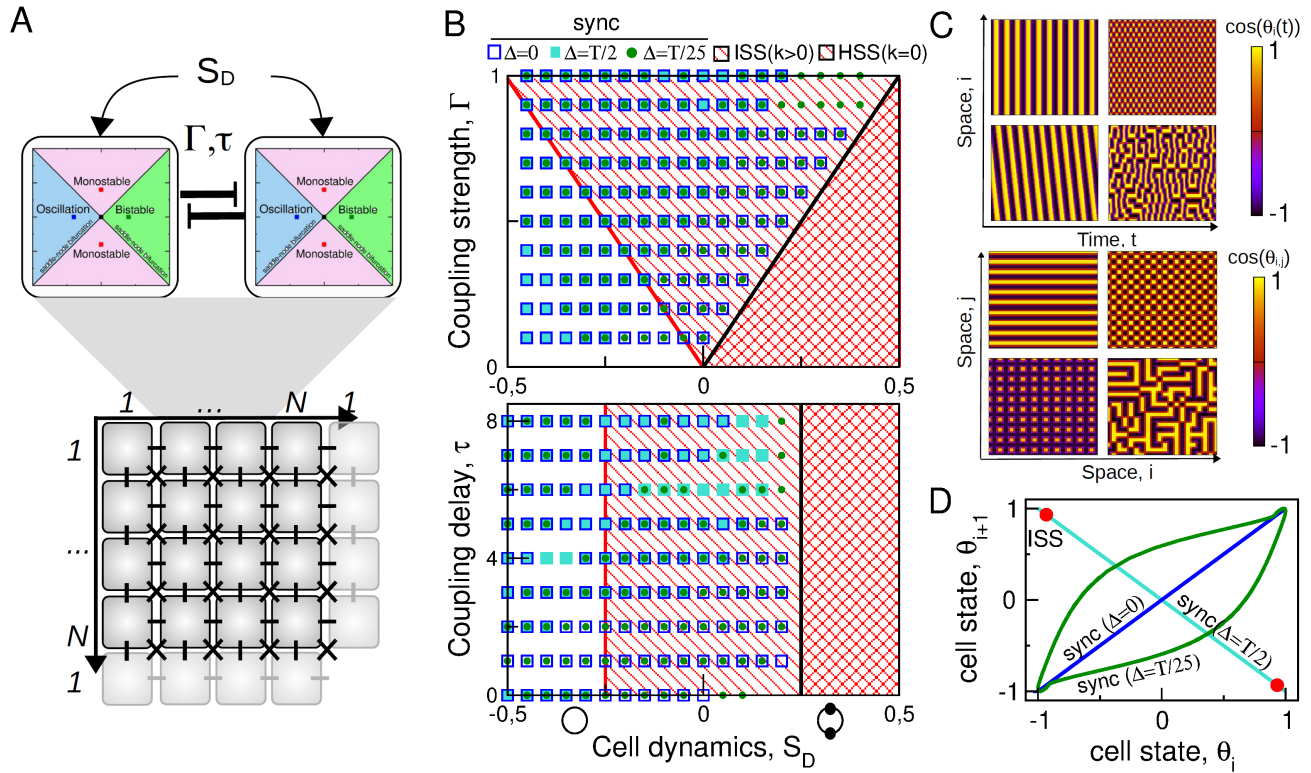 A
S_D
Γ,τ
Monostable
Oscillation
Bistable
saddle-node bifurcation
saddle-node bifurcation
Monostable
Monostable
Oscillation
Bistable
saddle-node bifurcation
saddle-node bifurcation
Monostable
1 ... N 1
1
...
N
1
B
sync
Δ=0 Δ=T/2 Δ=T/25 ISS(k>0) HSS(k=0)
Coupling strength, Γ
1
0
-0,5 0 0,5
Coupling delay, τ
8
4
0
-0,5 0 0,5
Cell dynamics, S_D
C
cos(θ_i(t))
1
-1
Space, i
Time, t
cos(θ_i,j)
1
-1
Space, j
Space, i
D
cell state, θ_i+1
1
0
-1
ISS
sync (Δ=0)
sync (Δ=T/2)
sync (Δ=T/25)
-1 0 1
cell state, θ_i